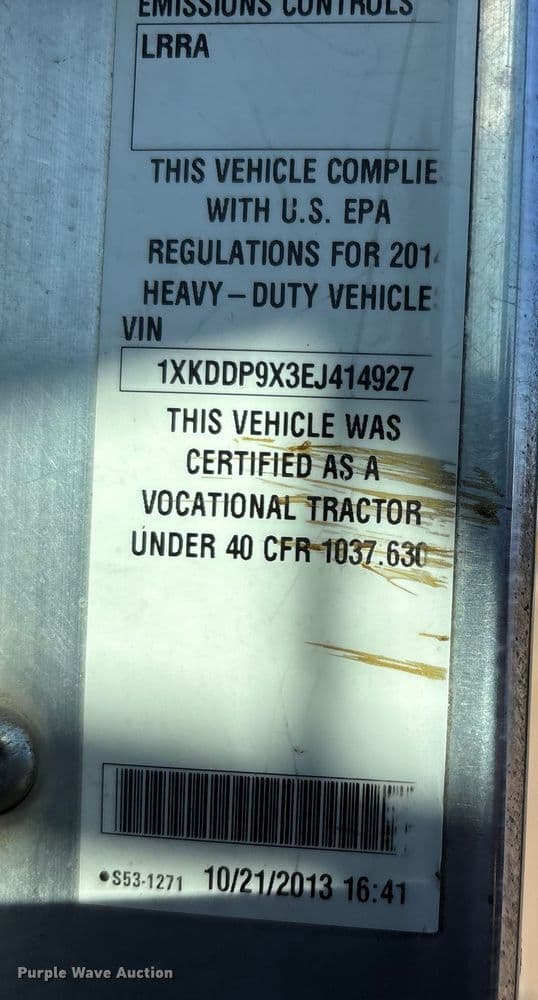 EMISSIONS CONTROLS
LRRA
THIS VEHICLE COMPLIE
WITH U.S. EPA
REGULATIONS FOR 201
HEAVY-DUTY VEHICLE
VIN
1XKDDP9X3EJ414927
THIS VEHICLE WAS
CERTIFIED AS A
VOCATIONAL TRACTOR
UNDER 40 CFR 1037.630
•S53-1271 10/21/2013 16:41
Purple Wave Auction